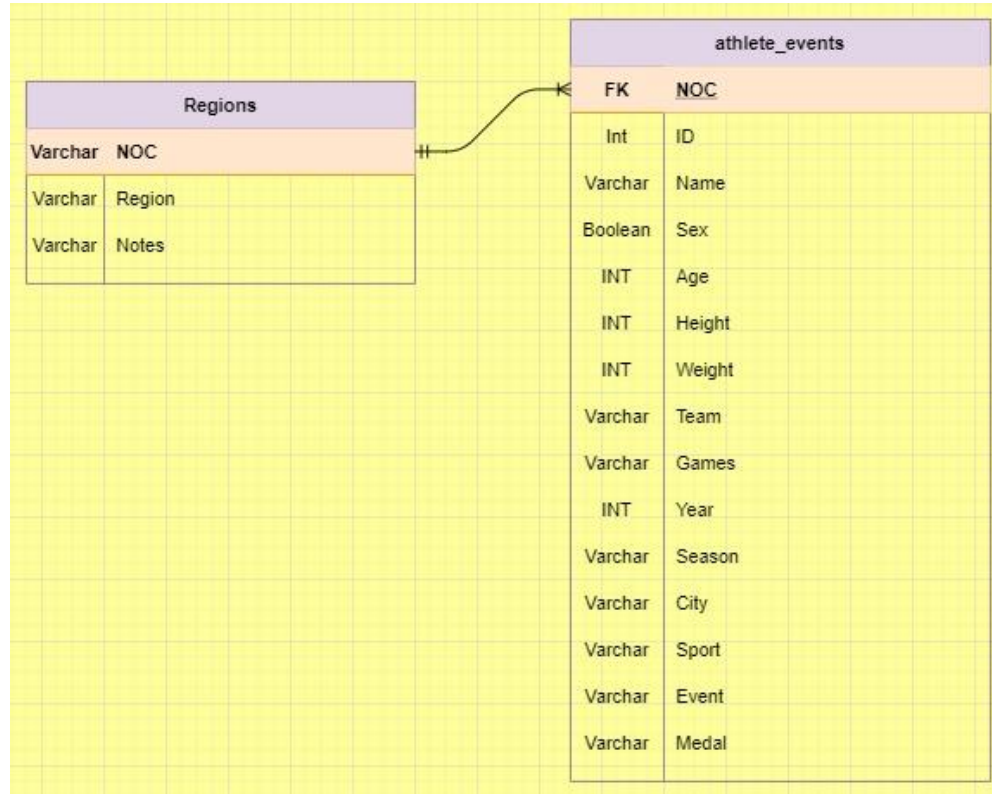 Regions
Varchar NOC
Varchar Region
Varchar Notes
athlete_events
FK NOC
Int ID
Varchar Name
Boolean Sex
INT Age
INT Height
INT Weight
Varchar Team
Varchar Games
INT Year
Varchar Season
Varchar City
Varchar Sport
Varchar Event
Varchar Medal